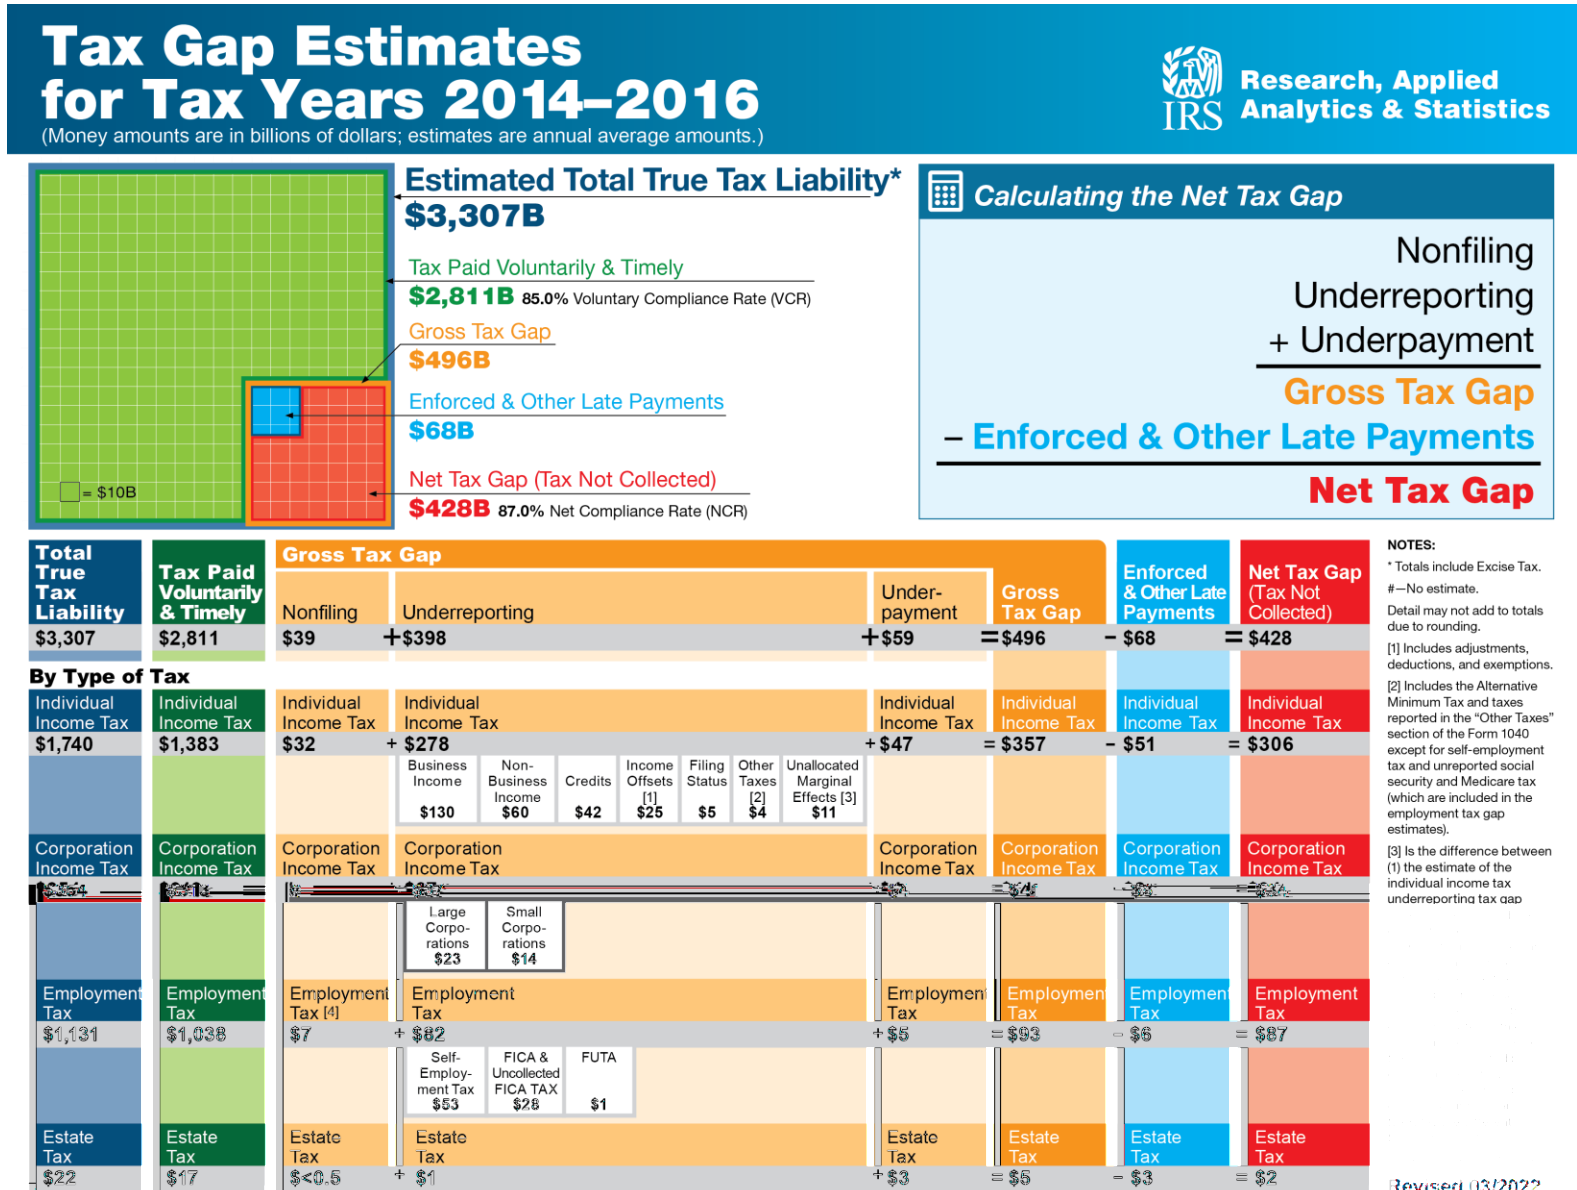 Tax Gap Estimates
for Tax Years 2014–2016
(Money amounts are in billions of dollars; estimates are annual average amounts.)
IRS
Research, Applied
Analytics & Statistics
Estimated Total True Tax Liability*
$3,307B
Tax Paid Voluntarily & Timely
$2,811B 85.0% Voluntary Compliance Rate (VCR)
Gross Tax Gap
$496B
Enforced & Other Late Payments
$68B
Net Tax Gap (Tax Not Collected)
$428B 87.0% Net Compliance Rate (NCR)
= $10B
Calculating the Net Tax Gap
Nonfiling
Underreporting
+ Underpayment
Gross Tax Gap
– Enforced & Other Late Payments
Net Tax Gap
Total
True
Tax
Liability
Tax Paid
Voluntarily
& Timely
Gross Tax Gap
Nonfiling
Underreporting
Under-
payment
Gross
Tax Gap
Enforced
& Other Late
Payments
Net Tax Gap
(Tax Not
Collected)
$3,307 $2,811 $39 + $398 + $59 = $496 – $68 = $428
By Type of Tax
Individual Individual Individual Individual Individual Individual Individual Individual
Income Tax Income Tax Income Tax Income Tax Income Tax Income Tax Income Tax Income Tax
$1,740 $1,383 $32 + $278 + $47 = $357 – $51 = $306
Business
Income
$130
Non-
Business
Income
$60
Credits
$42
Income
Offsets
[1]
$25
Filing
Status
$5
Other
Taxes
[2]
$4
Unallocated
Marginal
Effects [3]
$11
Corporation Corporation Corporation Corporation Corporation Corporation Corporation Corporation
Income Tax Income Tax Income Tax Income Tax Income Tax Income Tax Income Tax Income Tax
Large
Corpo-
rations
$23
Small
Corpo-
rations
$14
Employment Employment Employment Employment Employment Employmen Employment Employment
Tax Tax Tax [4] Tax Tax Tax Tax Tax
$1,131 $1,038 $7 + $82 + $5 = $93 – $6 = $87
Self-
Employ-
ment Tax
$53
FICA &
Uncollected
FICA TAX
$28
FUTA
$1
Estate Estate Estate Estate Estate Estate Estate Estate
Tax Tax Tax Tax Tax Tax Tax Tax
$22 $17 $<0.5 + $1 + $3 = $5 – $3 = $2
NOTES:
* Totals include Excise Tax.
#—No estimate.
Detail may not add to totals
due to rounding.
[1] Includes adjustments,
deductions, and exemptions.
[2] Includes the Alternative
Minimum Tax and taxes
reported in the “Other Taxes”
section of the Form 1040
except for self-employment
tax and unreported social
security and Medicare tax
(which are included in the
employment tax gap
estimates).
[3] Is the difference between
(1) the estimate of the
individual income tax
underreporting tax gap
Revised 03/2022